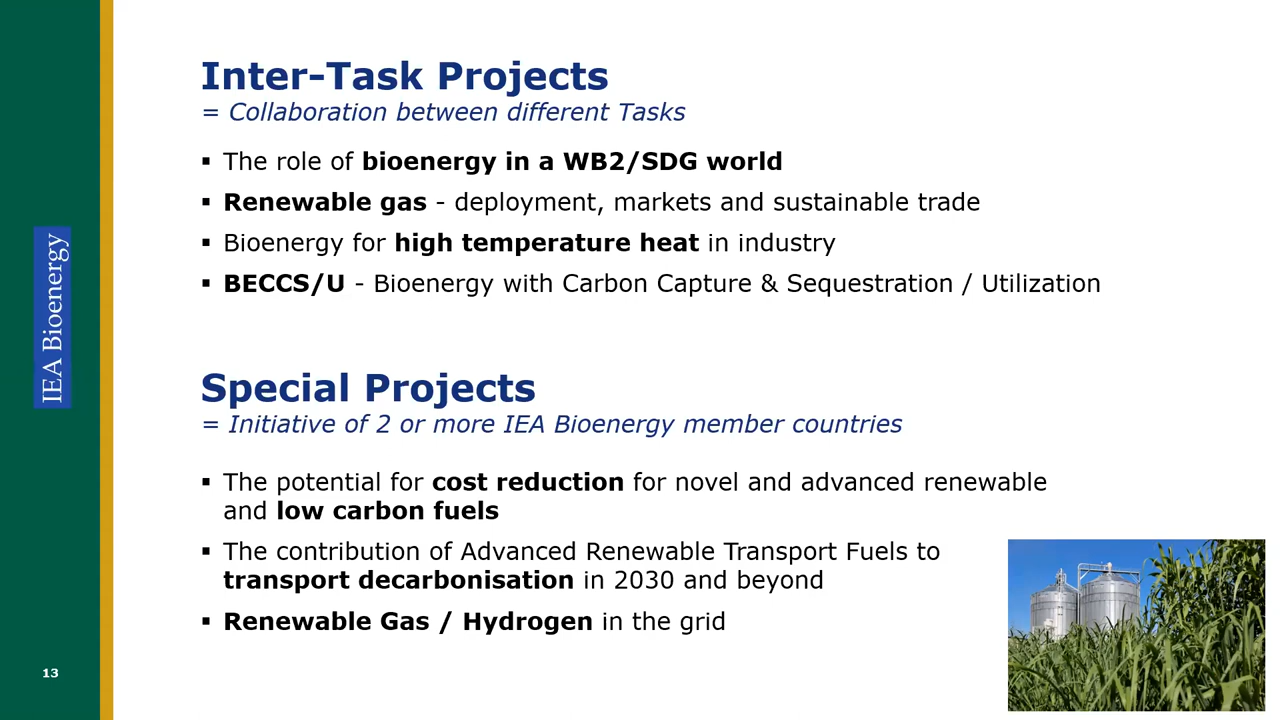 Inter-Task Projects
= Collaboration between different Tasks
▪ The role of bioenergy in a WB2/SDG world
▪ Renewable gas - deployment, markets and sustainable trade
▪ Bioenergy for high temperature heat in industry
▪ BECCS/U - Bioenergy with Carbon Capture & Sequestration / Utilization
IEA Bioenergy
Special Projects
= Initiative of 2 or more IEA Bioenergy member countries
▪ The potential for cost reduction for novel and advanced renewable
and low carbon fuels
▪ The contribution of Advanced Renewable Transport Fuels to
transport decarbonisation in 2030 and beyond
▪ Renewable Gas / Hydrogen in the grid
13